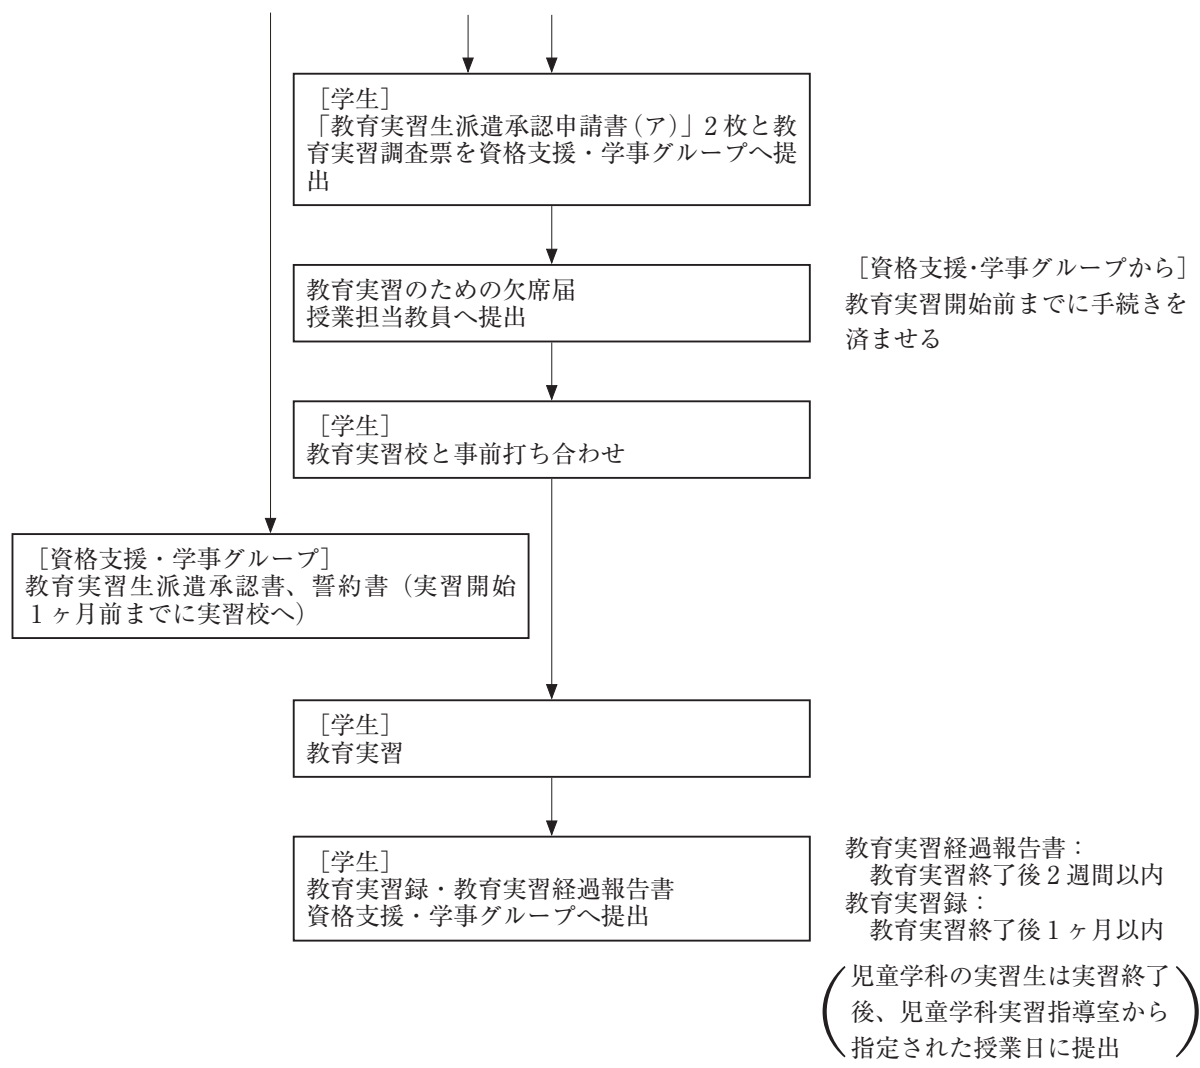 ［学生］
「教育実習生派遣承認申請書（ア）」２枚と教
育実習調査票を資格支援・学事グループへ提
出
教育実習のための欠席届
授業担当教員へ提出
［資格支援・学事グループから］
教育実習開始前までに手続きを
済ませる
［学生］
教育実習校と事前打ち合わせ
［資格支援・学事グループ］
教育実習生派遣承認書、誓約書（実習開始
１ヶ月前までに実習校へ）
［学生］
教育実習
［学生］
教育実習録・教育実習経過報告書
資格支援・学事グループへ提出
教育実習経過報告書：
教育実習終了後２週間以内
教育実習録：
教育実習終了後１ヶ月以内
（児童学科の実習生は実習終了
後、児童学科実習指導室から
指定された授業日に提出）